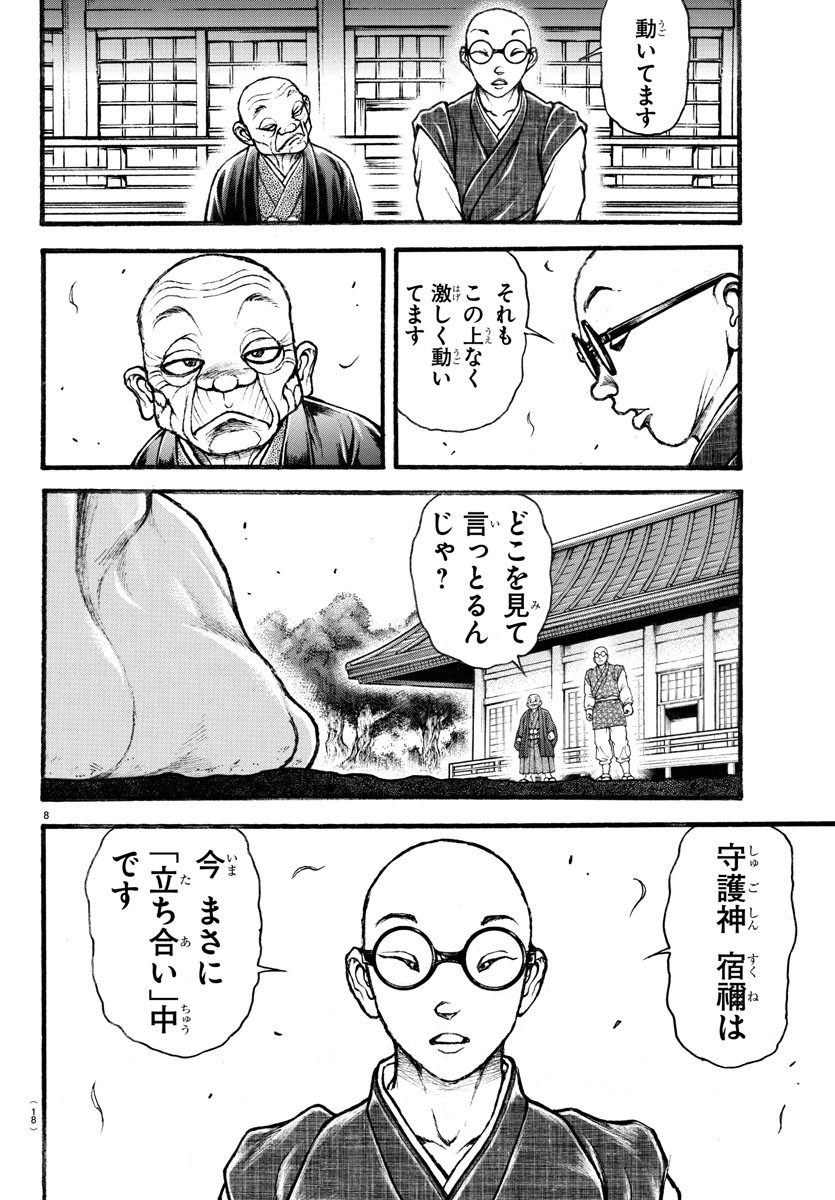 動いてます
それも
この上なく
激しく動い
てます
どこを見て
言っとるん
じゃ?
守護神 宿禰は
今 まさに
「立ち合い」中
です
8
(18)